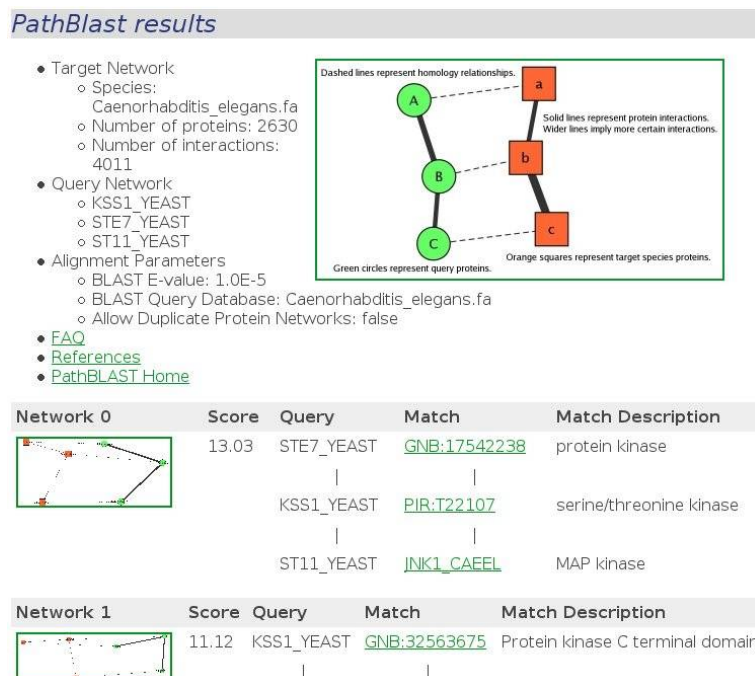 PathBlast results
Target Network
Species:
Caenorhabditis_elegans.fa
Number of proteins: 2630
Number of interactions:
4011
Query Network
KSS1_YEAST
STE7_YEAST
ST11_YEAST
Alignment Parameters
BLAST E-value: 1.0E-5
BLAST Query Database: Caenorhabditis_elegans.fa
Allow Duplicate Protein Networks: false
FAQ
References
PathBLAST Home
Dashed lines represent homology relationships.
A
a
Solid lines represent protein interactions.
Wider lines imply more certain interactions.
B
b
C
c
Green circles represent query proteins.
Orange squares represent target species proteins.
Network 0 Score Query Match Match Description
13.03 STE7_YEAST GNB:17542238 protein kinase
| |
KSS1_YEAST PIR:T22107 serine/threonine kinase
| |
ST11_YEAST JNK1_CAEEL MAP kinase
Network 1 Score Query Match Match Description
11.12 KSS1_YEAST GNB:32563675 Protein kinase C terminal domain
| |